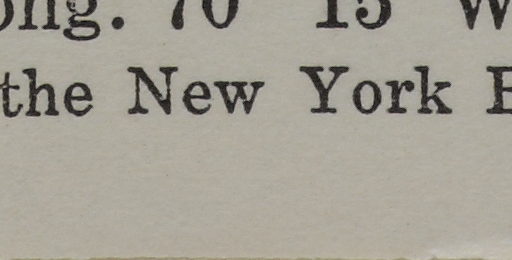 ong. 70 15 W
the New York